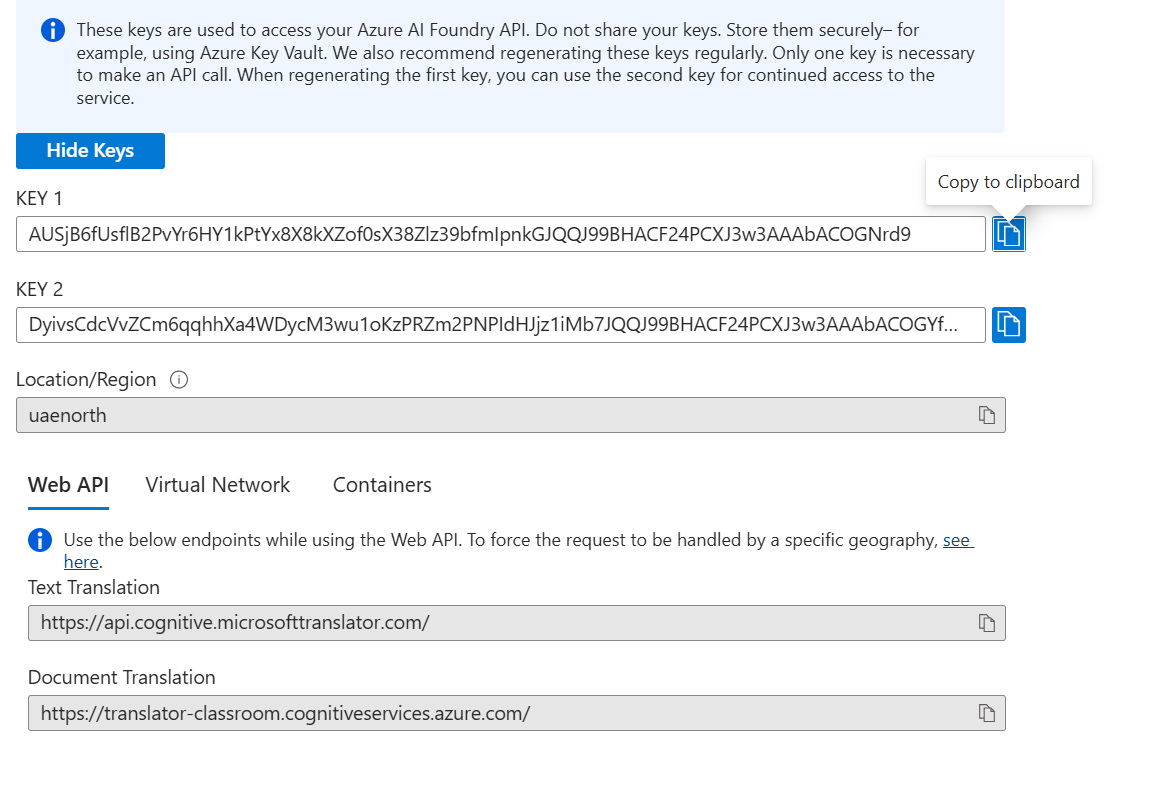 These keys are used to access your Azure AI Foundry API. Do not share your keys. Store them securely– for
example, using Azure Key Vault. We also recommend regenerating these keys regularly. Only one key is necessary
to make an API call. When regenerating the first key, you can use the second key for continued access to the
service.
Hide Keys
Copy to clipboard
KEY 1
KEY 2
Location/Region
uaenorth
Web API Virtual Network Containers
Use the below endpoints while using the Web API. To force the request to be handled by a specific geography, see
here.
Text Translation
https://api.cognitive.microsofttranslator.com/
Document Translation
https://translator-classroom.cognitiveservices.azure.com/